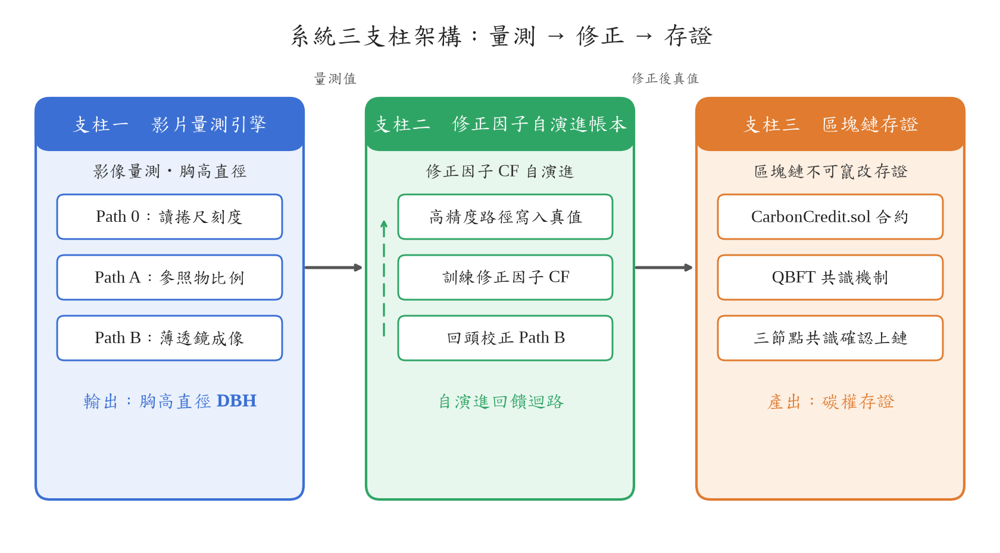 系統三支柱架構：量測 → 修正 → 存證
量測值
修正後真值
支柱一　影片量測引擎
影像量測・胸高直徑
Path 0：讀捲尺刻度
Path A：參照物比例
Path B：薄透鏡成像
輸出：胸高直徑 DBH
支柱二　修正因子自演進帳本
修正因子 CF 自演進
高精度路徑寫入真值
訓練修正因子 CF
回頭校正 Path B
自演進回饋迴路
支柱三　區塊鏈存證
區塊鏈不可竄改存證
CarbonCredit.sol 合約
QBFT 共識機制
三節點共識確認上鏈
產出：碳權存證